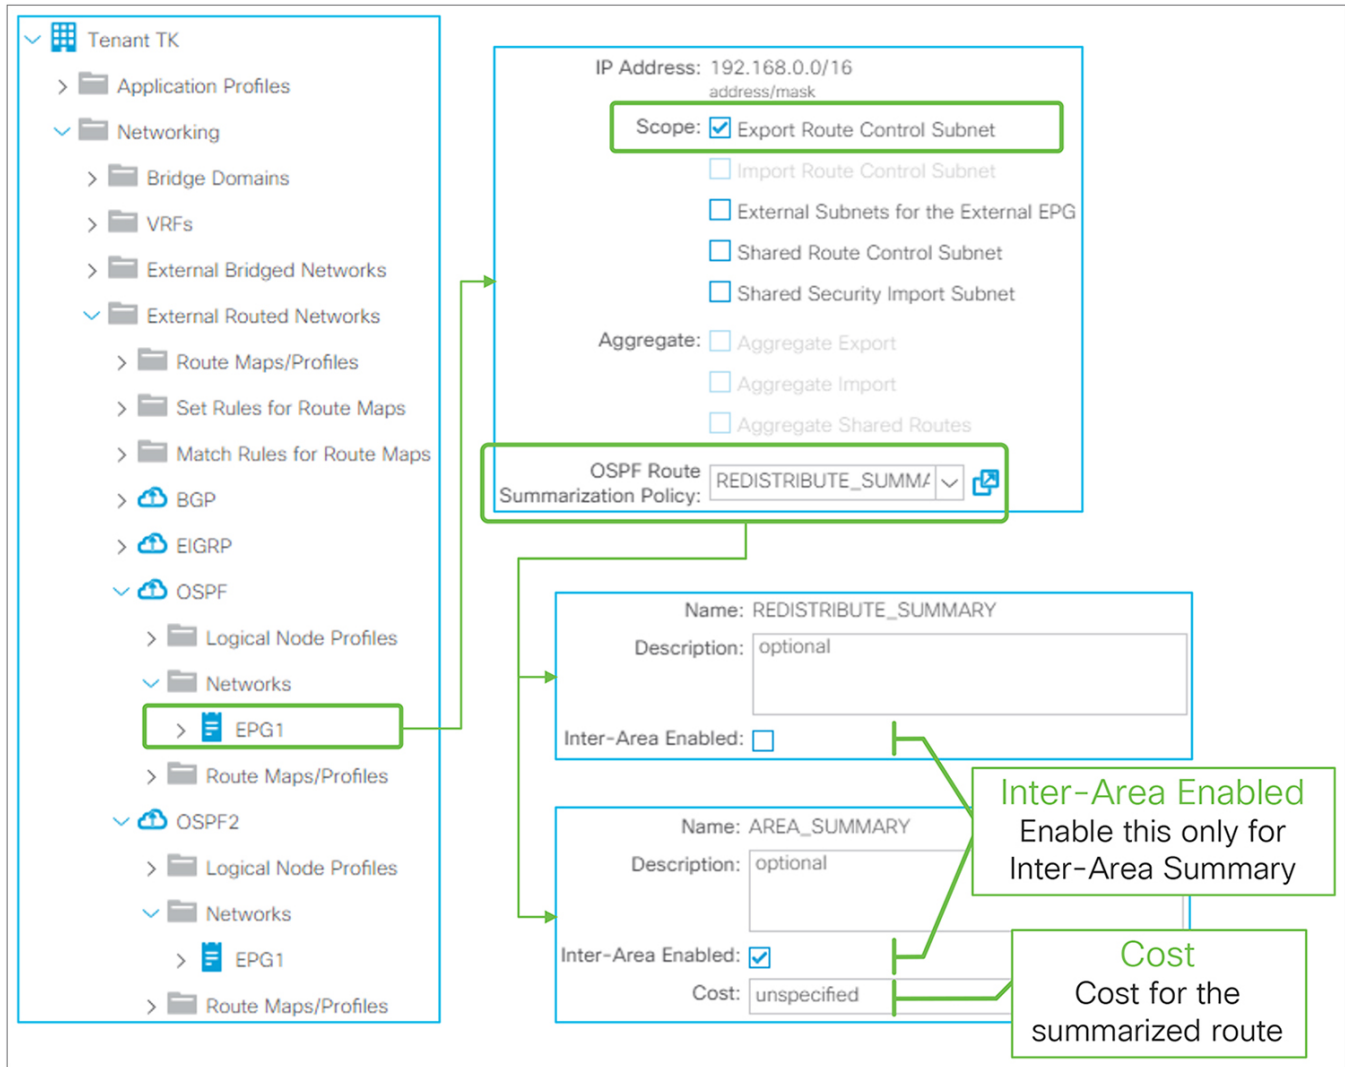 Tenant TK
Application Profiles
Networking
Bridge Domains
VRFs
External Bridged Networks
External Routed Networks
Route Maps/Profiles
Set Rules for Route Maps
Match Rules for Route Maps
BGP
EIGRP
OSPF
Logical Node Profiles
Networks
EPG1
Route Maps/Profiles
OSPF2
Logical Node Profiles
Networks
EPG1
Route Maps/Profiles
IP Address: 192.168.0.0/16
address/mask
Scope: Export Route Control Subnet
Import Route Control Subnet
External Subnets for the External EPG
Shared Route Control Subnet
Shared Security Import Subnet
Aggregate: Aggregate Export
Aggregate Import
Aggregate Shared Routes
OSPF Route
Summarization Policy: REDISTRIBUTE_SUMMA
Name: REDISTRIBUTE_SUMMARY
Description: optional
Inter-Area Enabled:
Name: AREA_SUMMARY
Description: optional
Inter-Area Enabled:
Cost: unspecified
Inter-Area Enabled
Enable this only for
Inter-Area Summary
Cost
Cost for the
summarized route